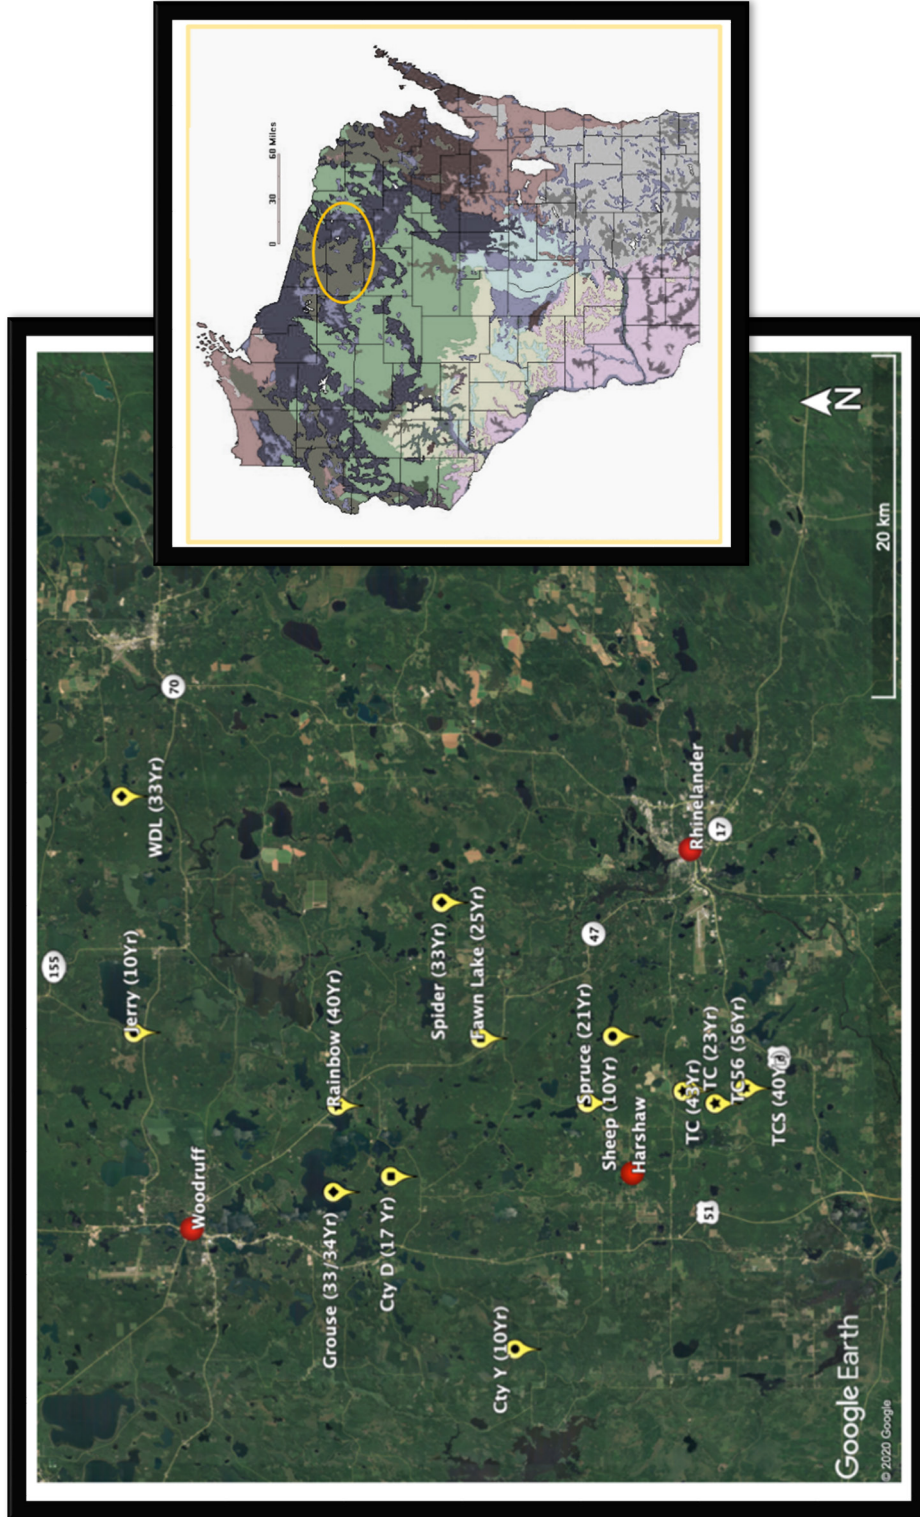 0 30 60 Miles
155
70
WDL (33Yr)
Jerry (10Yr)
Woodruff
Rainbow (40Yr)
Grouse (33/34Yr)
Cty D (17 Yr)
Spider (33Yr)
Fawn Lake (25Yr)
Cty Y (10Yr)
47
Spruce (21Yr)
Sheep (10Yr)
Harshaw
Rhinelander
17
TC (43Yr)
TC (23Yr)
TCS6 (56Yr)
TCS (40Yr)
51
N
20 km
Google Earth
© 2020 Google